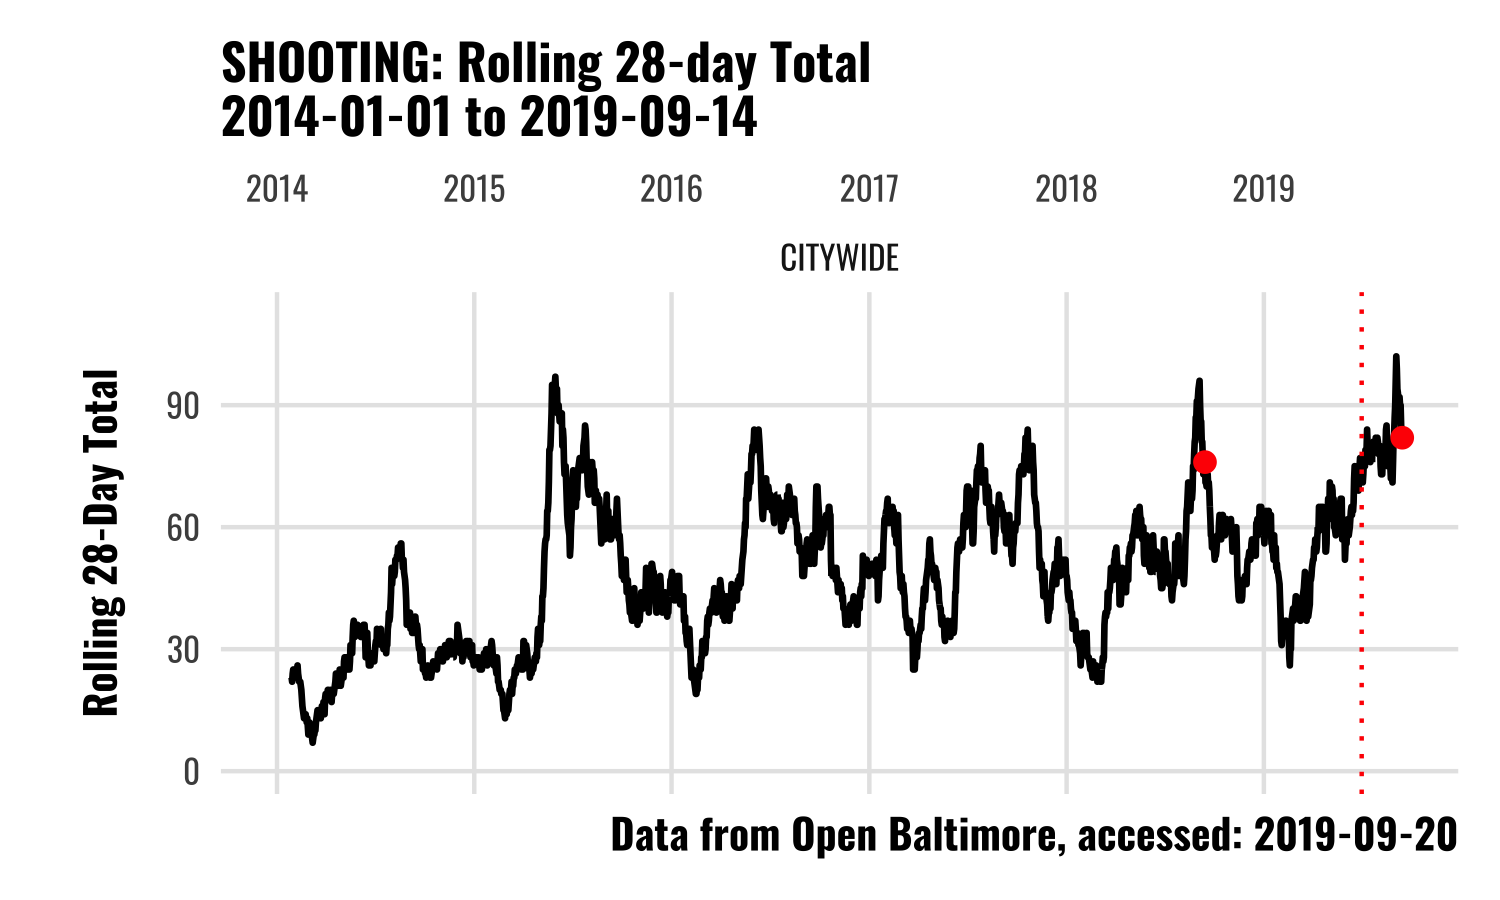 SHOOTING: Rolling 28-day Total
2014-01-01 to 2019-09-14
2014 2015 2016 2017 2018 2019
CITYWIDE
Rolling 28-Day Total
90
60
30
0
Data from Open Baltimore, accessed: 2019-09-20